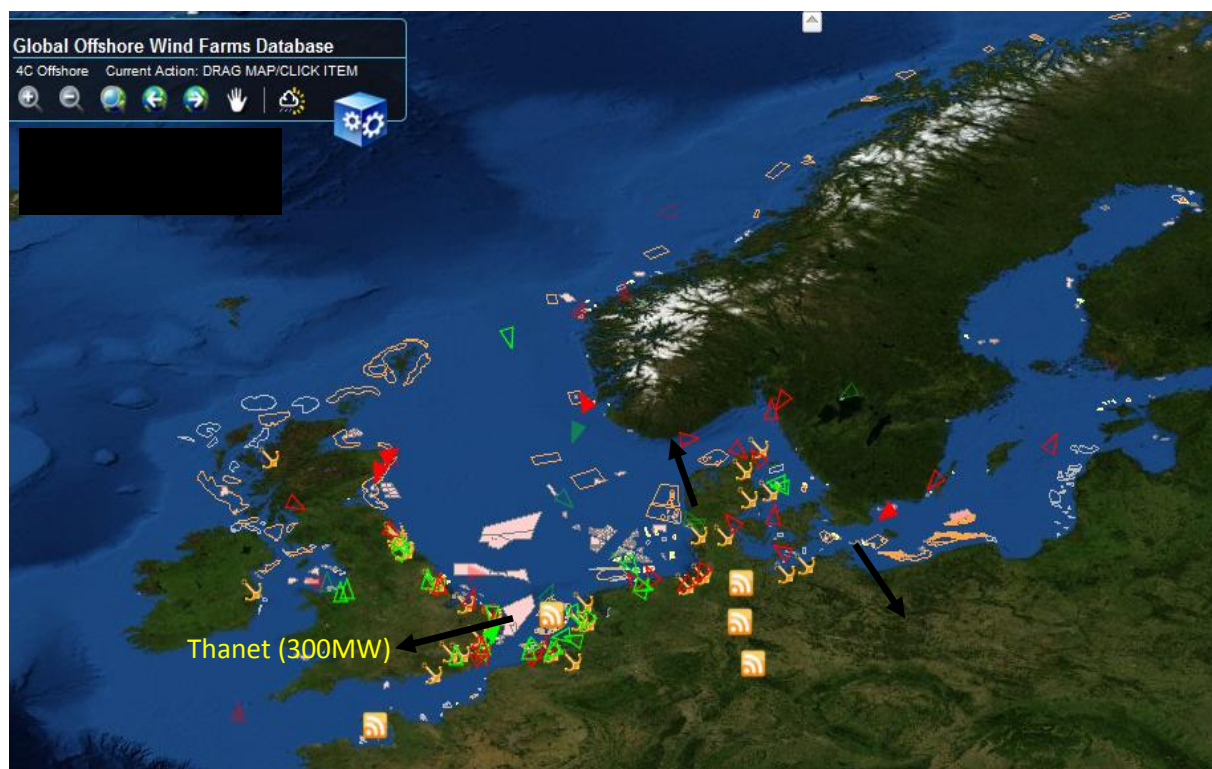 Global Offshore Wind Farms Database
4C Offshore Current Action: DRAG MAP/CLICK ITEM
Thanet (300MW)